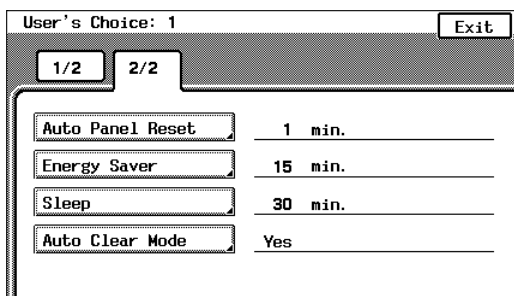 User's Choice: 1 Exit
1/2 2/2
Auto Panel Reset 1 min.
Energy Saver 15 min.
Sleep 30 min.
Auto Clear Mode Yes